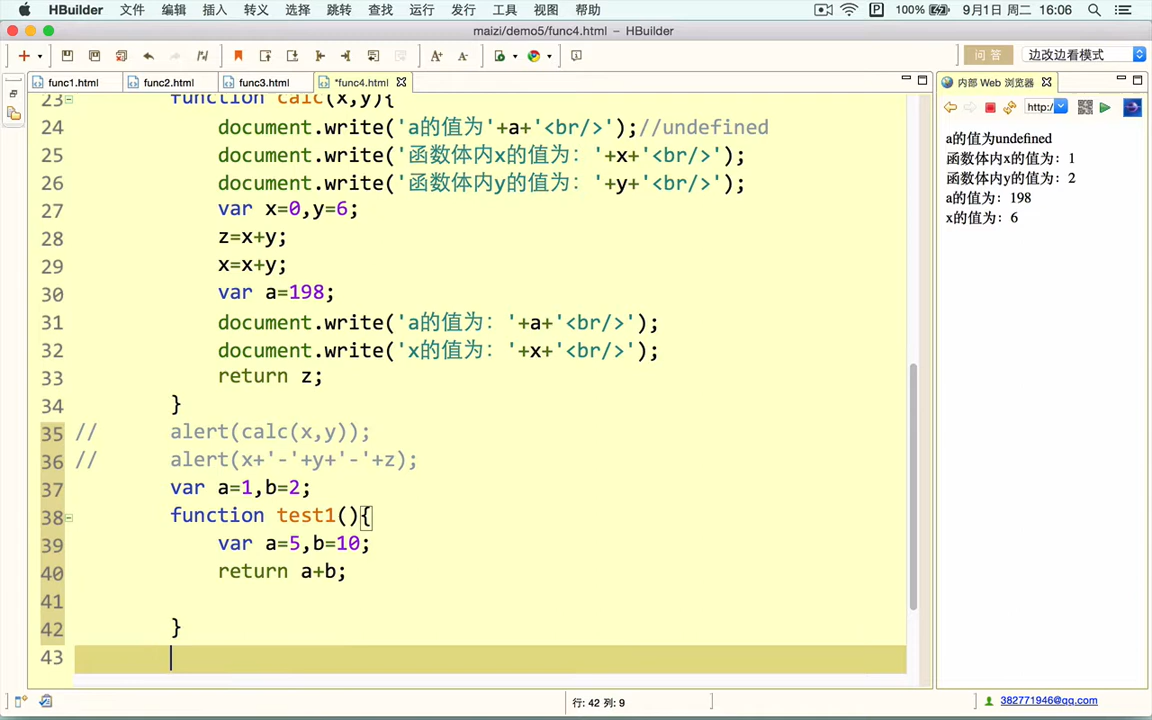 HBuilder 文件 编辑 插入 转义 选择 跳转 查找 运行 发行 工具 视图 帮助 100% 9月1日 周二 16:06
maizi/demo5/func4.html – HBuilder
问 答 边改边看模式
func1.html func2.html func3.html *func4.html 内部 Web 浏览器
http:/
23 function calc(x,y){
24 document.write('a的值为'+a+'<br/>');//undefined
25 document.write('函数体内x的值为：'+x+'<br/>');
26 document.write('函数体内y的值为：'+y+'<br/>');
27 var x=0,y=6;
28 z=x+y;
29 x=x+y;
30 var a=198;
31 document.write('a的值为：'+a+'<br/>');
32 document.write('x的值为：'+x+'<br/>');
33 return z;
34 }
35 // alert(calc(x,y));
36 // alert(x+'-'+y+'-'+z);
37 var a=1,b=2;
38 function test1(){
39 var a=5,b=10;
40 return a+b;
41
42 }
43
a的值为undefined
函数体内x的值为：1
函数体内y的值为：2
a的值为：198
x的值为：6
行: 42 列: 9
382771946@qq.com